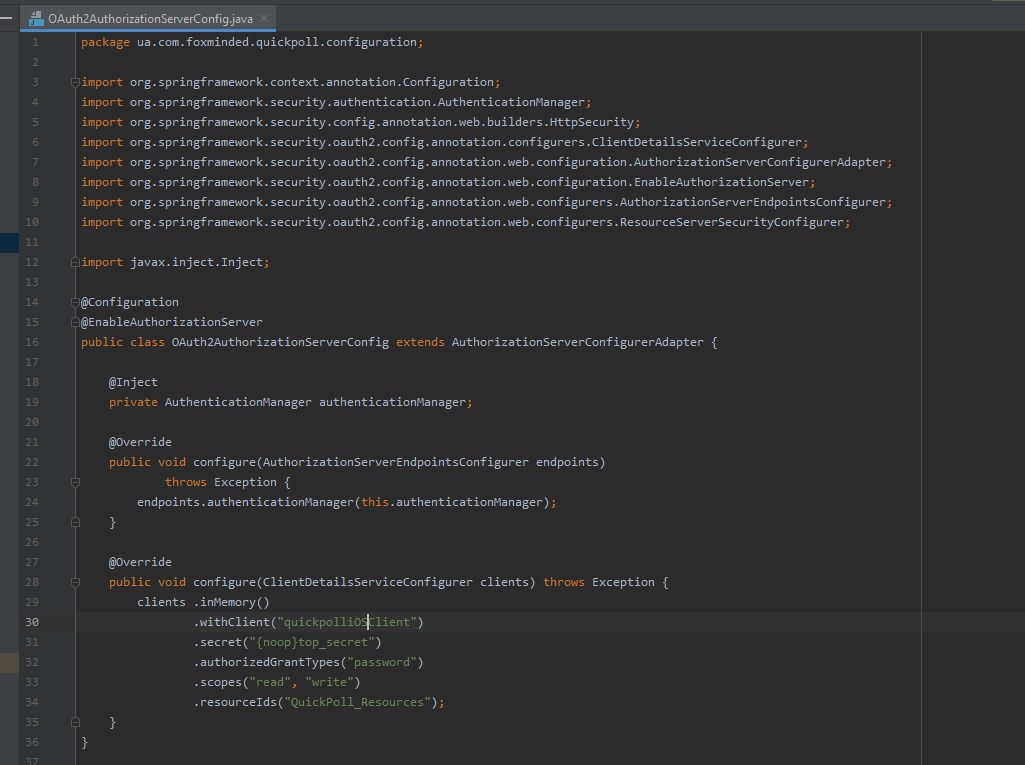 OAuth2AuthorizationServerConfig.java
1 package ua.com.foxminded.quickpoll.configuration;
2
3 import org.springframework.context.annotation.Configuration;
4 import org.springframework.security.authentication.AuthenticationManager;
5 import org.springframework.security.config.annotation.web.builders.HttpSecurity;
6 import org.springframework.security.oauth2.config.annotation.configurers.ClientDetailsServiceConfigurer;
7 import org.springframework.security.oauth2.config.annotation.web.configuration.AuthorizationServerConfigurerAdapter;
8 import org.springframework.security.oauth2.config.annotation.web.configuration.EnableAuthorizationServer;
9 import org.springframework.security.oauth2.config.annotation.web.configurers.AuthorizationServerEndpointsConfigurer;
10 import org.springframework.security.oauth2.config.annotation.web.configurers.ResourceServerSecurityConfigurer;
11
12 import javax.inject.Inject;
13
14 @Configuration
15 @EnableAuthorizationServer
16 public class OAuth2AuthorizationServerConfig extends AuthorizationServerConfigurerAdapter {
17
18 @Inject
19 private AuthenticationManager authenticationManager;
20
21 @Override
22 public void configure(AuthorizationServerEndpointsConfigurer endpoints)
23 throws Exception {
24 endpoints.authenticationManager(this.authenticationManager);
25 }
26
27 @Override
28 public void configure(ClientDetailsServiceConfigurer clients) throws Exception {
29 clients .inMemory()
30 .withClient("quickpolliOSClient")
31 .secret("{noop}top_secret")
32 .authorizedGrantTypes("password")
33 .scopes("read", "write")
34 .resourceIds("QuickPoll_Resources");
35 }
36 }
37